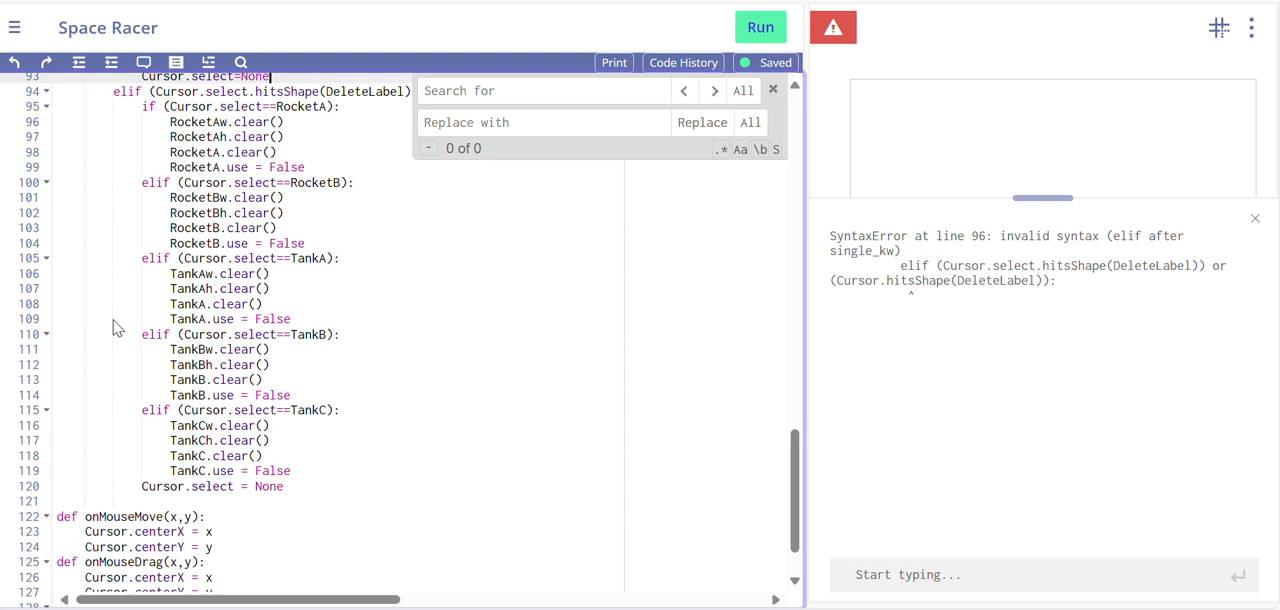 Space Racer
Run
Print
Code History
Saved
93 Cursor.select=None
94 elif (Cursor.select.hitsShape(DeleteLabel)
95 if (Cursor.select==RocketA):
96 RocketAw.clear()
97 RocketAh.clear()
98 RocketA.clear()
99 RocketA.use = False
100 elif (Cursor.select==RocketB):
101 RocketBw.clear()
102 RocketBh.clear()
103 RocketB.clear()
104 RocketB.use = False
105 elif (Cursor.select==TankA):
106 TankAw.clear()
107 TankAh.clear()
108 TankA.clear()
109 TankA.use = False
110 elif (Cursor.select==TankB):
111 TankBw.clear()
112 TankBh.clear()
113 TankB.clear()
114 TankB.use = False
115 elif (Cursor.select==TankC):
116 TankCw.clear()
117 TankCh.clear()
118 TankC.clear()
119 TankC.use = False
120 Cursor.select = None
121
122 def onMouseMove(x,y):
123 Cursor.centerX = x
124 Cursor.centerY = y
125 def onMouseDrag(x,y):
126 Cursor.centerX = x
127 Cursor.centerY = y
128
Search for
All
Replace with
Replace
All
- 0 of 0
.* Aa \b S
SyntaxError at line 96: invalid syntax (elif after
single_kw)
elif (Cursor.select.hitsShape(DeleteLabel)) or
(Cursor.hitsShape(DeleteLabel)):
^
Start typing...